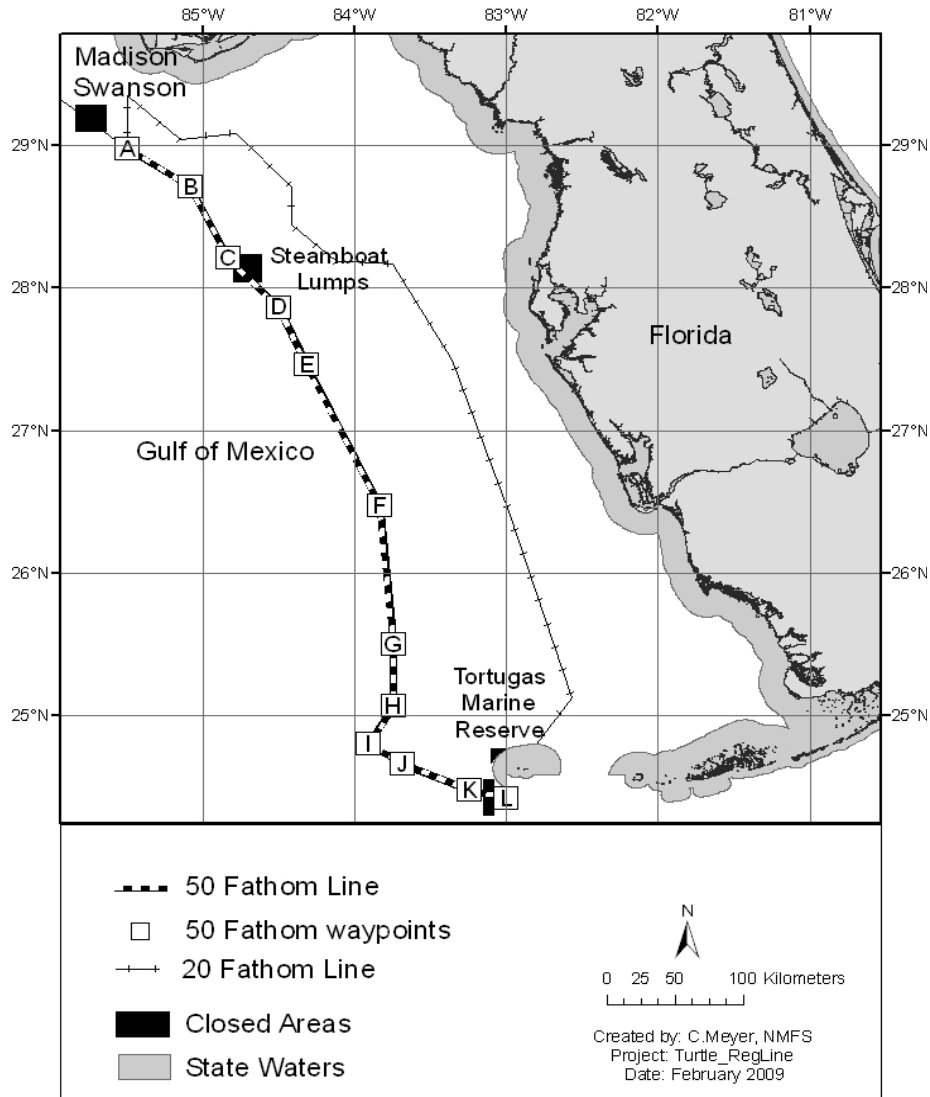 85°W 84°W 83°W 82°W 81°W
Madison
Swanson
29°N 29°N
A
B
C
Steamboat
Lumps
28°N 28°N
D
Florida
E
27°N 27°N
Gulf of Mexico
F
26°N 26°N
G
Tortugas
Marine
Reserve
H
25°N 25°N
I
J
K
L
50 Fathom Line
50 Fathom waypoints
20 Fathom Line
Closed Areas
State Waters
N
0 25 50 100 Kilometers
Created by: C.Meyer, NMFS
Project: Turtle_RegLine
Date: February 2009